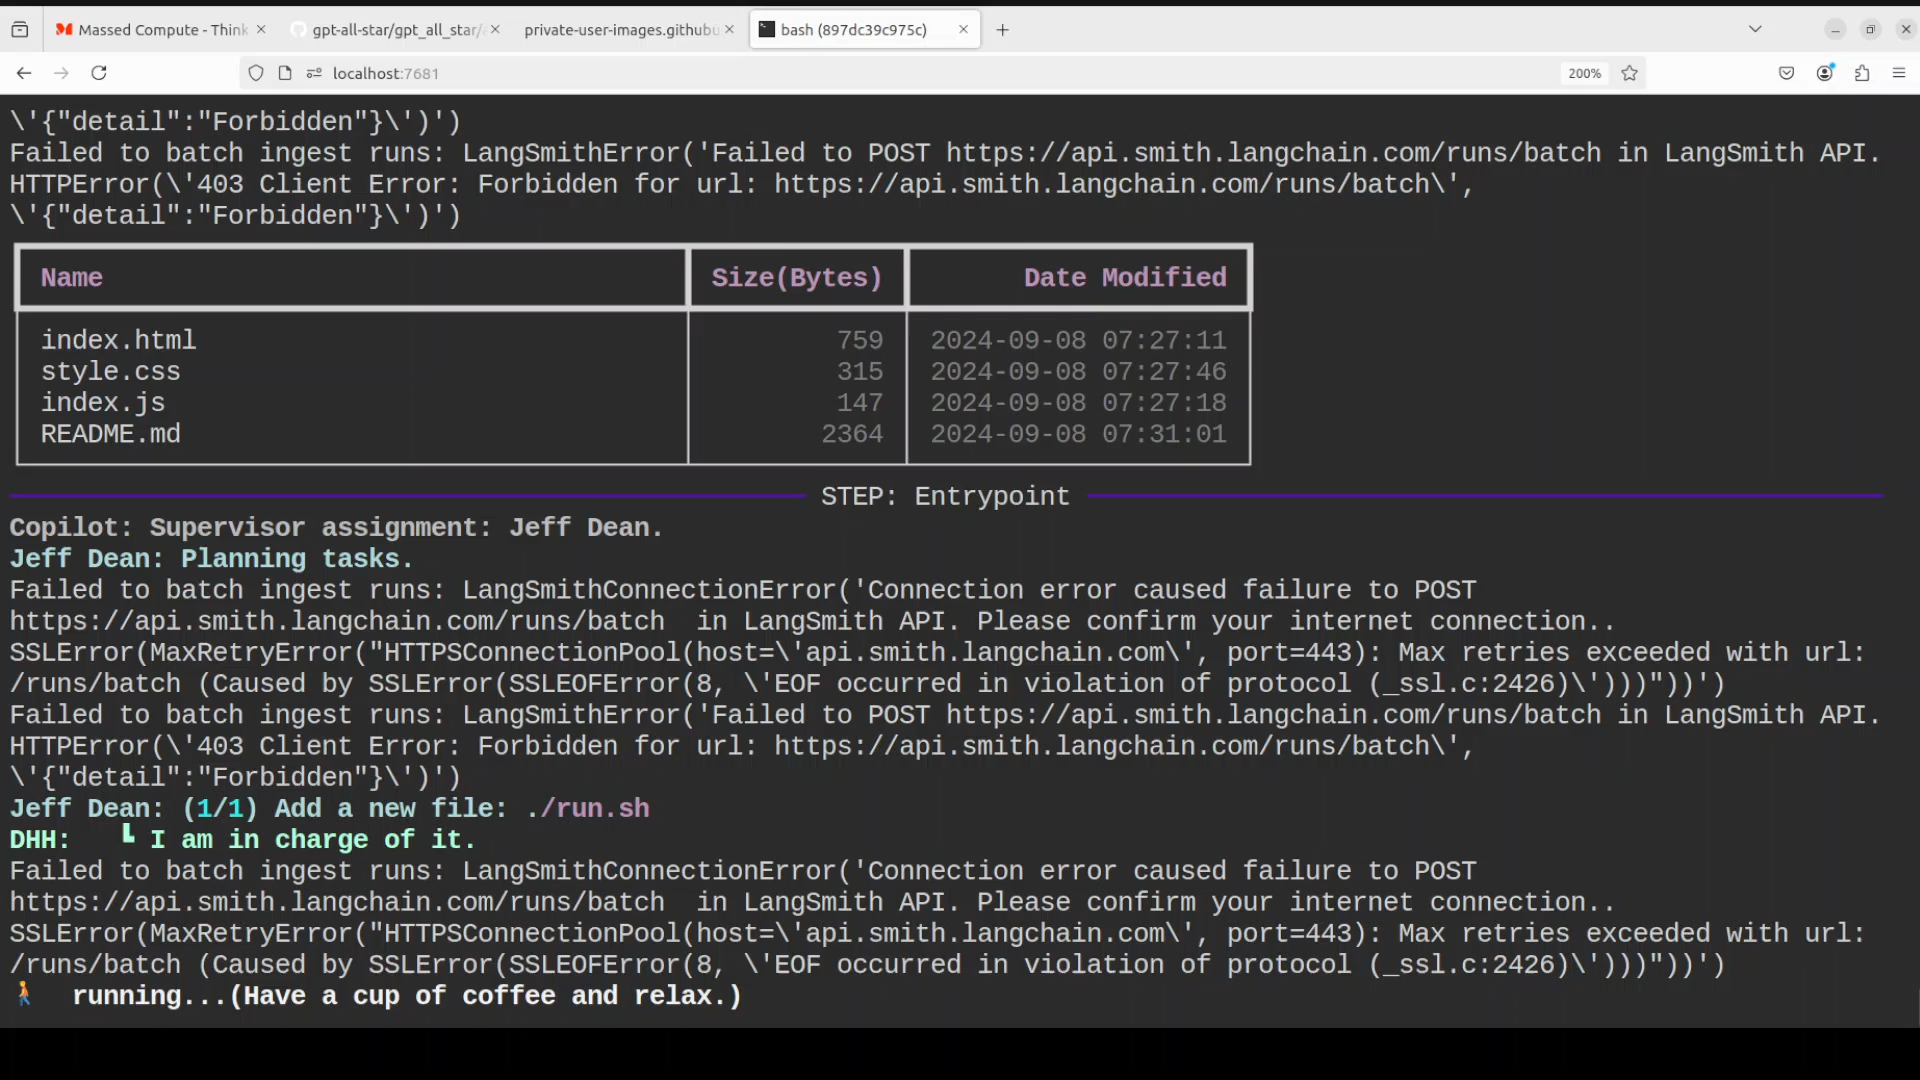 Massed Compute - Think
gpt-all-star/gpt_all_star/
private-user-images.githubu
bash (897dc39c975c)
localhost:7681
200%
\'{"detail":"Forbidden"}\')')
Failed to batch ingest runs: LangSmithError('Failed to POST https://api.smith.langchain.com/runs/batch in LangSmith API.
HTTPError(\'403 Client Error: Forbidden for url: https://api.smith.langchain.com/runs/batch\',
\'{"detail":"Forbidden"}\')')
Name Size(Bytes) Date Modified
index.html 759 2024-09-08 07:27:11
style.css 315 2024-09-08 07:27:46
index.js 147 2024-09-08 07:27:18
README.md 2364 2024-09-08 07:31:01
STEP: Entrypoint
Copilot: Supervisor assignment: Jeff Dean.
Jeff Dean: Planning tasks.
Failed to batch ingest runs: LangSmithConnectionError('Connection error caused failure to POST
https://api.smith.langchain.com/runs/batch  in LangSmith API. Please confirm your internet connection..
SSLError(MaxRetryError("HTTPSConnectionPool(host=\'api.smith.langchain.com\', port=443): Max retries exceeded with url:
/runs/batch (Caused by SSLError(SSLEOFError(8, \'EOF occurred in violation of protocol (_ssl.c:2426)\')))"))')
Failed to batch ingest runs: LangSmithError('Failed to POST https://api.smith.langchain.com/runs/batch in LangSmith API.
HTTPError(\'403 Client Error: Forbidden for url: https://api.smith.langchain.com/runs/batch\',
\'{"detail":"Forbidden"}\')')
Jeff Dean: (1/1) Add a new file: ./run.sh
DHH:   ┗ I am in charge of it.
Failed to batch ingest runs: LangSmithConnectionError('Connection error caused failure to POST
https://api.smith.langchain.com/runs/batch  in LangSmith API. Please confirm your internet connection..
SSLError(MaxRetryError("HTTPSConnectionPool(host=\'api.smith.langchain.com\', port=443): Max retries exceeded with url:
/runs/batch (Caused by SSLError(SSLEOFError(8, \'EOF occurred in violation of protocol (_ssl.c:2426)\')))"))')
running...(Have a cup of coffee and relax.)